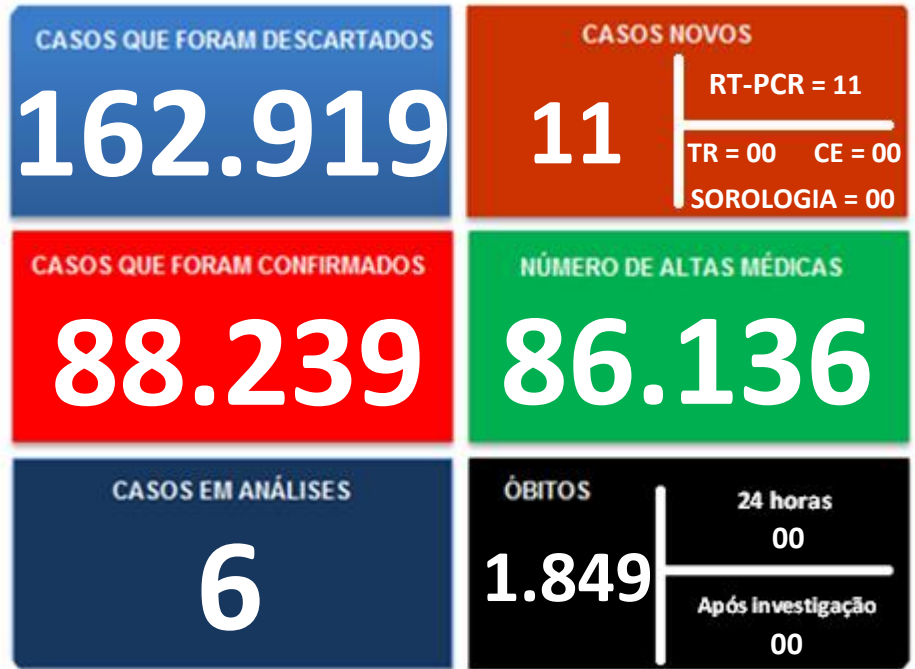 CASOS QUE FORAM DESCARTADOS
162.919
CASOS NOVOS
11
RT-PCR = 11
TR = 00 CE = 00
SOROLOGIA = 00
CASOS QUE FORAM CONFIRMADOS
88.239
NÚMERO DE ALTAS MÉDICAS
86.136
CASOS EM ANÁLISES
6
ÓBITOS
1.849
24 horas
00
Após investigação
00